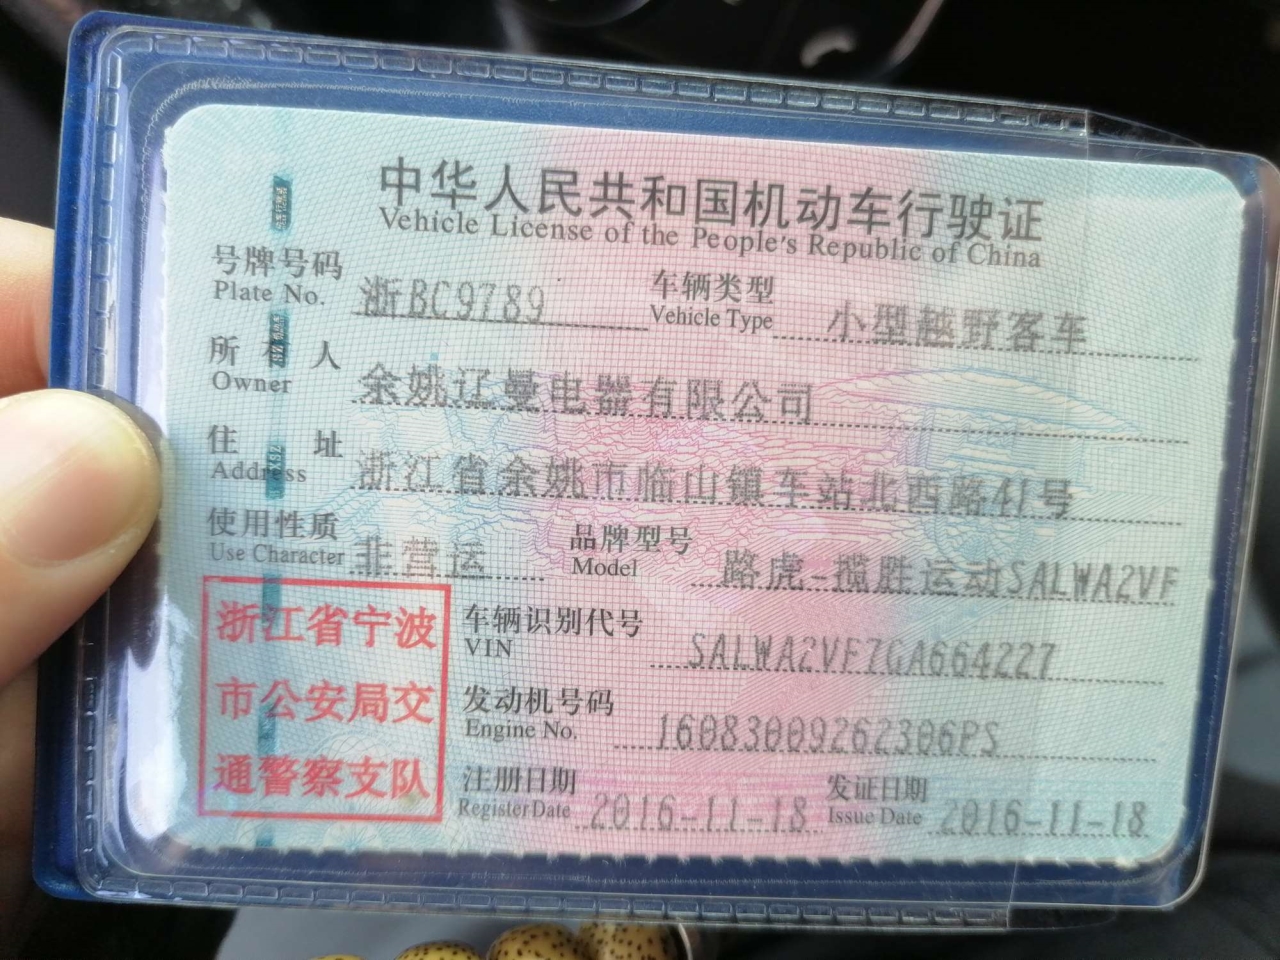 中华人民共和国机动车行驶证
Vehicle License of the People's Republic of China
号牌号码 浙BC9789 车辆类型 小型越野客车
Plate No. Vehicle Type
所有人 余姚辽曼电器有限公司
Owner
住址 浙江省余姚市临山镇车站北西路41号
Address
使用性质 非营运 品牌型号 路虎-揽胜运动SALWA2VF
Use Character Model
浙江省宁波
市公安局交
通警察支队
车辆识别代号 SALWA2VF7GA664227
VIN
发动机号码 16083009262306PS
Engine No.
注册日期 2016-11-18 发证日期 2016-11-18
Register Date Issue Date